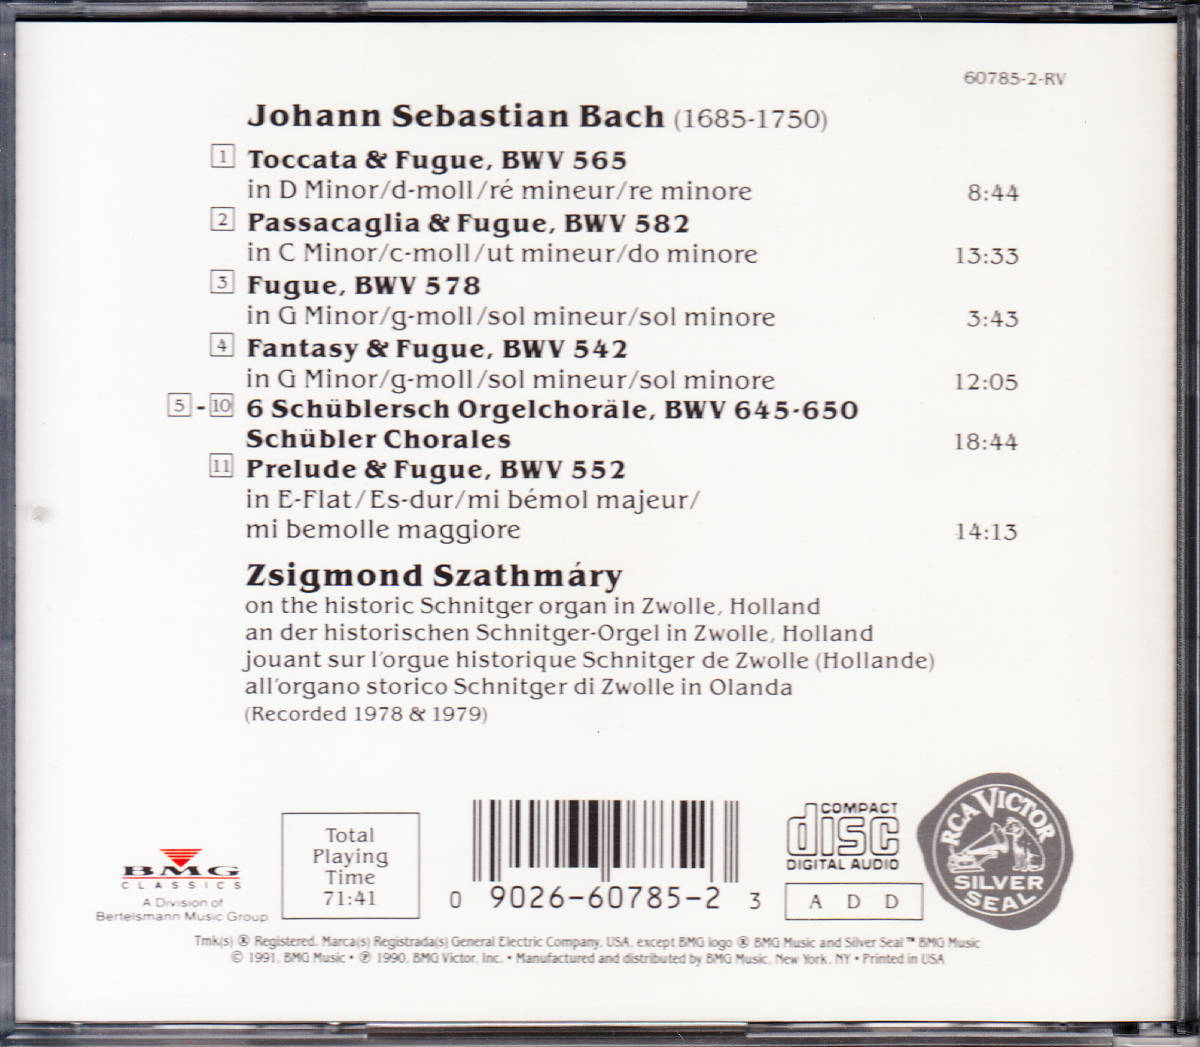 60785-2-RV
Johann Sebastian Bach (1685-1750)
1 Toccata & Fugue, BWV 565
in D Minor/d-moll/ré mineur/re minore 8:44
2 Passacaglia & Fugue, BWV 582
in C Minor/c-moll/ut mineur/do minore 13:33
3 Fugue, BWV 578
in G Minor/g-moll/sol mineur/sol minore 3:43
4 Fantasy & Fugue, BWV 542
in G Minor/g-moll/sol mineur/sol minore 12:05
5-10 6 Schüblersch Orgelchoräle, BWV 645-650
Schübler Chorales 18:44
11 Prelude & Fugue, BWV 552
in E-Flat/Es-dur/mi bémol majeur/
mi bemolle maggiore 14:13
Zsigmond Szathmáry
on the historic Schnitger organ in Zwolle, Holland
an der historischen Schnitger-Orgel in Zwolle, Holland
jouant sur l'orgue historique Schnitger de Zwolle (Hollande)
all'organo storico Schnitger di Zwolle in Olanda
(Recorded 1978 & 1979)
BMG
CLASSICS
A Division of
Bertelsmann Music Group
Total
Playing
Time
71:41
0 9026-60785-2 3
COMPACT
disc
DIGITAL AUDIO
A D D
RCA VICTOR
SILVER
SEAL
Tmk(s) ® Registered. Marca(s) Registrada(s) General Electric Company, USA, except BMG logo ® BMG Music and Silver Seal ™ BMG Music
© 1991, BMG Music • ℗ 1990, BMG Victor, Inc. • Manufactured and distributed by BMG Music, New York, NY • Printed in USA